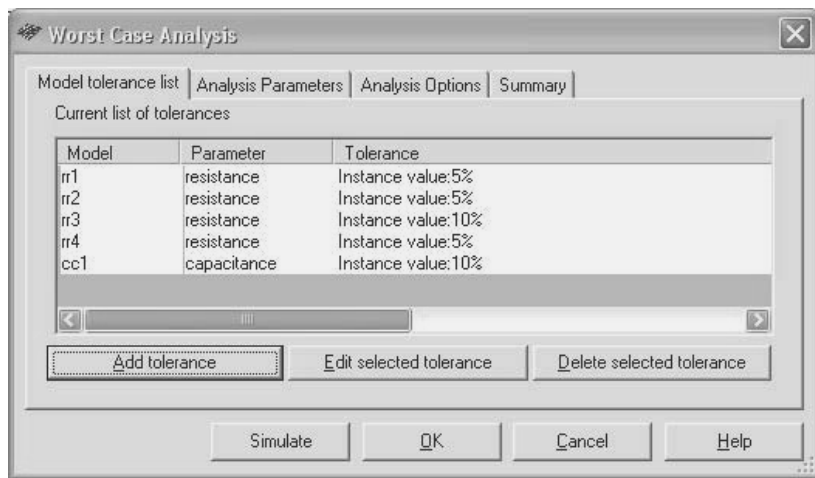 Worst Case Analysis
Model tolerance list Analysis Parameters Analysis Options Summary
Current list of tolerances
Model Parameter Tolerance
rr1 resistance Instance value:5%
rr2 resistance Instance value:5%
rr3 resistance Instance value:10%
rr4 resistance Instance value:5%
cc1 capacitance Instance value:10%
Add tolerance Edit selected tolerance Delete selected tolerance
Simulate OK Cancel Help